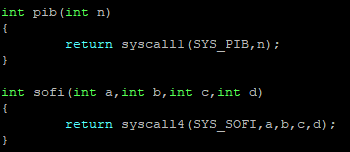 int pib(int n)
{
return syscall1(SYS_PIB,n);
}
int sofi(int a,int b,int c,int d)
{
return syscall4(SYS_SOFI,a,b,c,d);
}